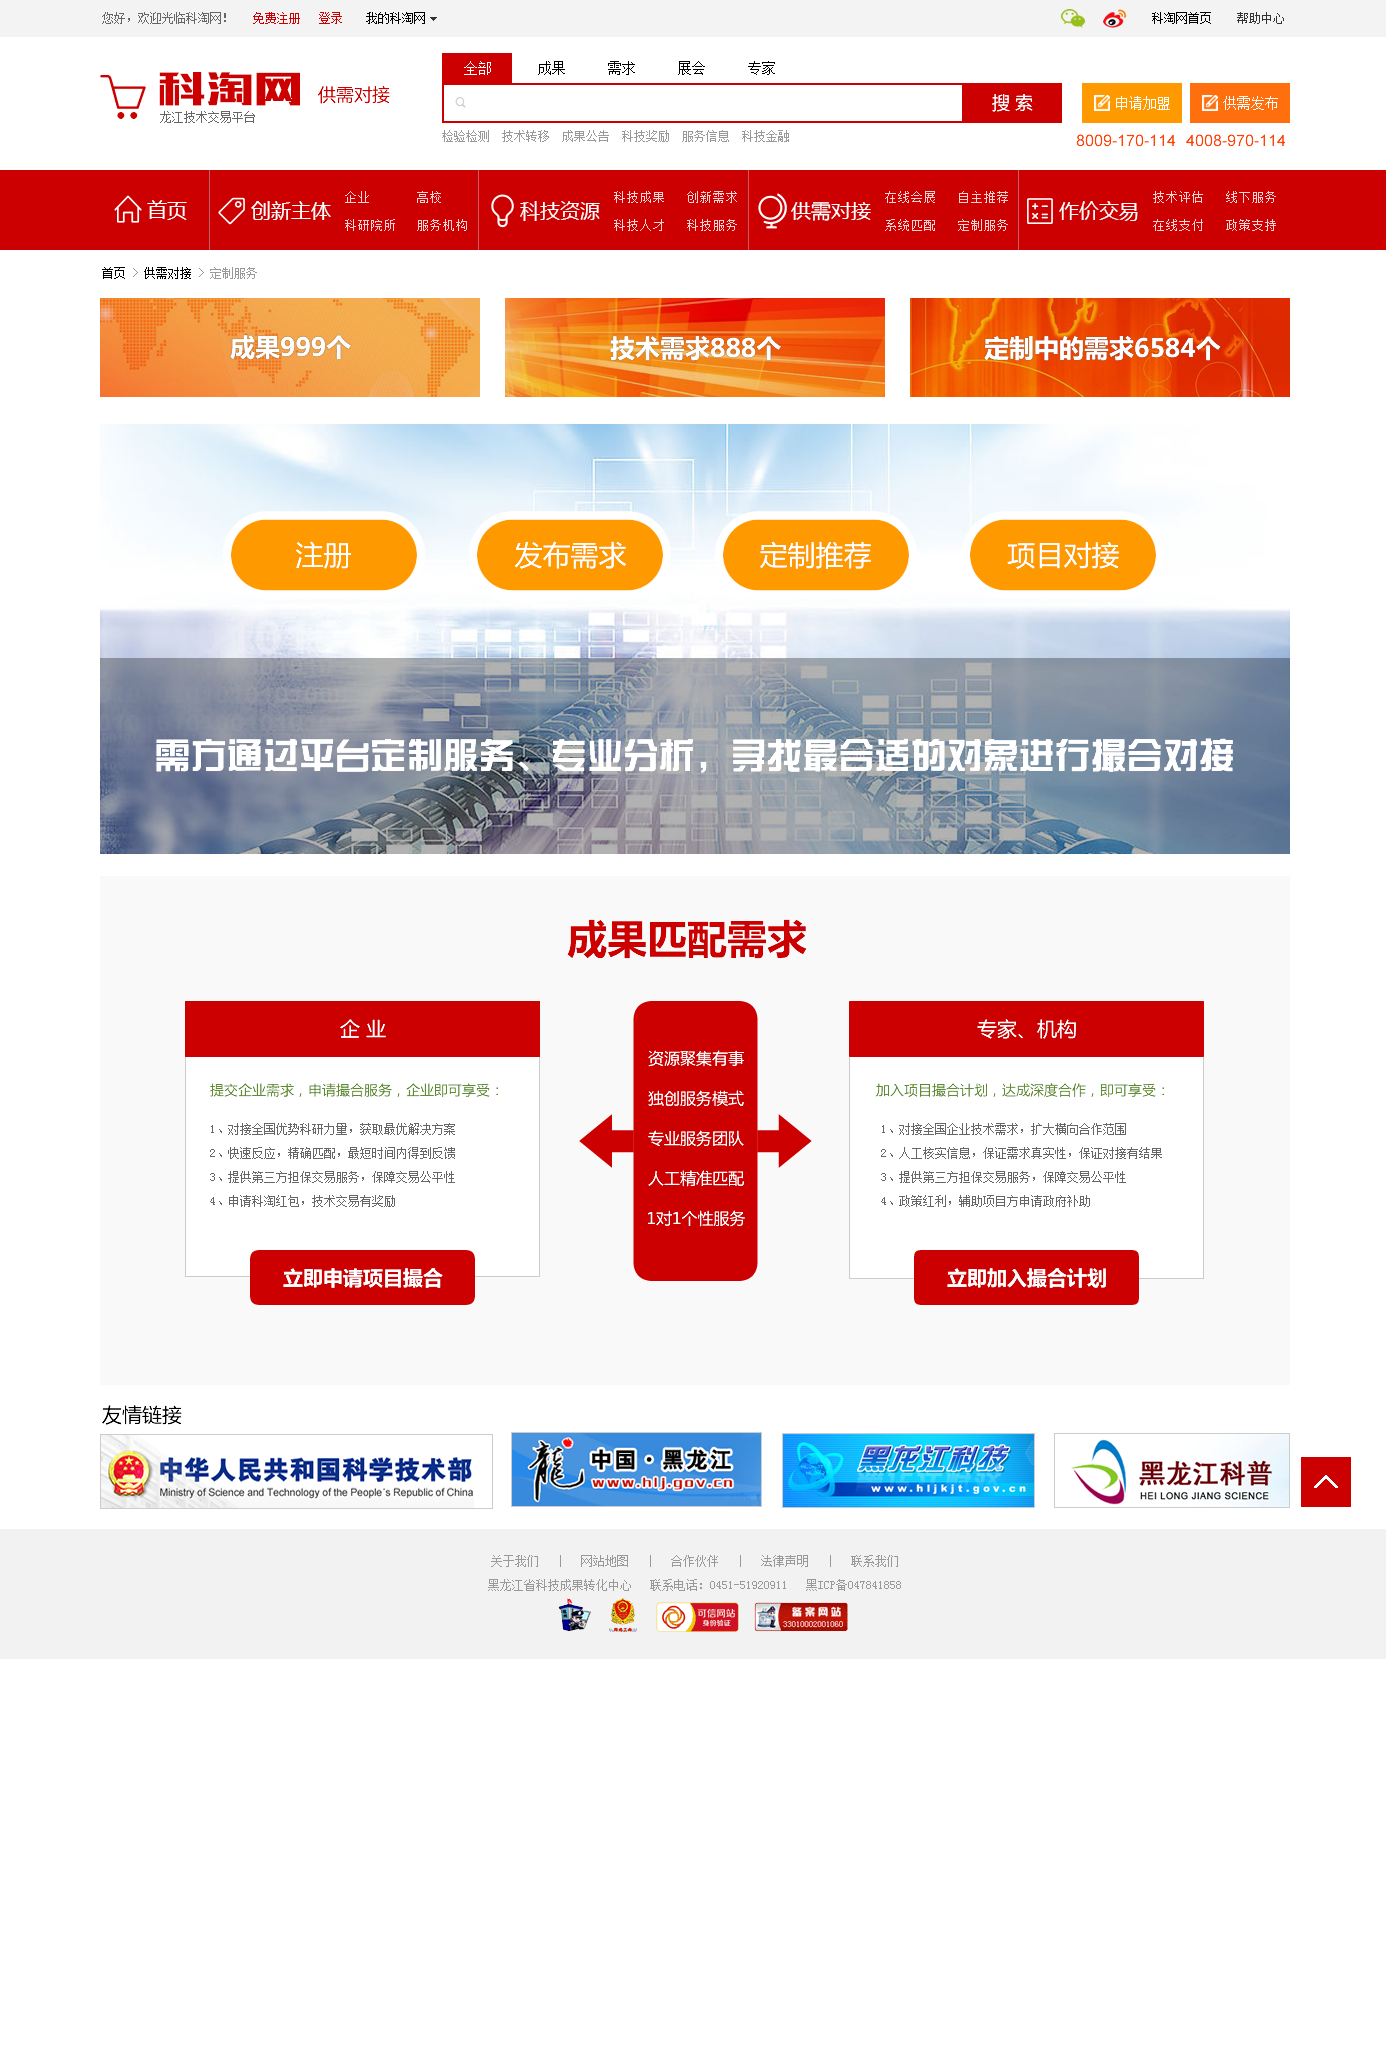 您好，欢迎光临科淘网！ 免费注册 登录 我的科淘网 科淘网首页 帮助中心
科淘网 供需对接
龙江技术交易平台
全部 成果 需求 展会 专家
搜 索 申请加盟 供需发布
检验检测 技术转移 成果公告 科技奖励 服务信息 科技金融
8009-170-114 4008-970-114
首页 创新主体 企业 高校 科技资源 科技成果 创新需求 供需对接 在线会展 自主推荐 作价交易 技术评估 线下服务
科研院所 服务机构 科技人才 科技服务 系统匹配 定制服务 在线支付 政策支持
首页 > 供需对接 > 定制服务
成果999个 技术需求888个 定制中的需求6584个
注册 发布需求 定制推荐 项目对接
需方通过平台定制服务、专业分析，寻找最合适的对象进行撮合对接
成果匹配需求
企 业
提交企业需求，申请撮合服务，企业即可享受：
1、对接全国优势科研力量，获取最优解决方案
2、快速反应，精确匹配，最短时间内得到反馈
3、提供第三方担保交易服务，保障交易公平性
4、申请科淘红包，技术交易有奖励
立即申请项目撮合
资源聚集有事
独创服务模式
专业服务团队
人工精准匹配
1对1个性服务
专家、机构
加入项目撮合计划，达成深度合作，即可享受：
1、对接全国企业技术需求，扩大横向合作范围
2、人工核实信息，保证需求真实性，保证对接有结果
3、提供第三方担保交易服务，保障交易公平性
4、政策红利，辅助项目方申请政府补助
立即加入撮合计划
友情链接
中华人民共和国科学技术部
Ministry of Science and Technology of the People's Republic of China
龍 中国·黑龙江
www.hlj.gov.cn
黑龙江科技
www.hljkjt.gov.cn
黑龙江科普
HEI LONG JIANG SCIENCE
关于我们 | 网站地图 | 合作伙伴 | 法律声明 | 联系我们
黑龙江省科技成果转化中心 联系电话：0451-51920911 黑ICP备047841858
可信网站
身份验证
备案网站
33010002001060